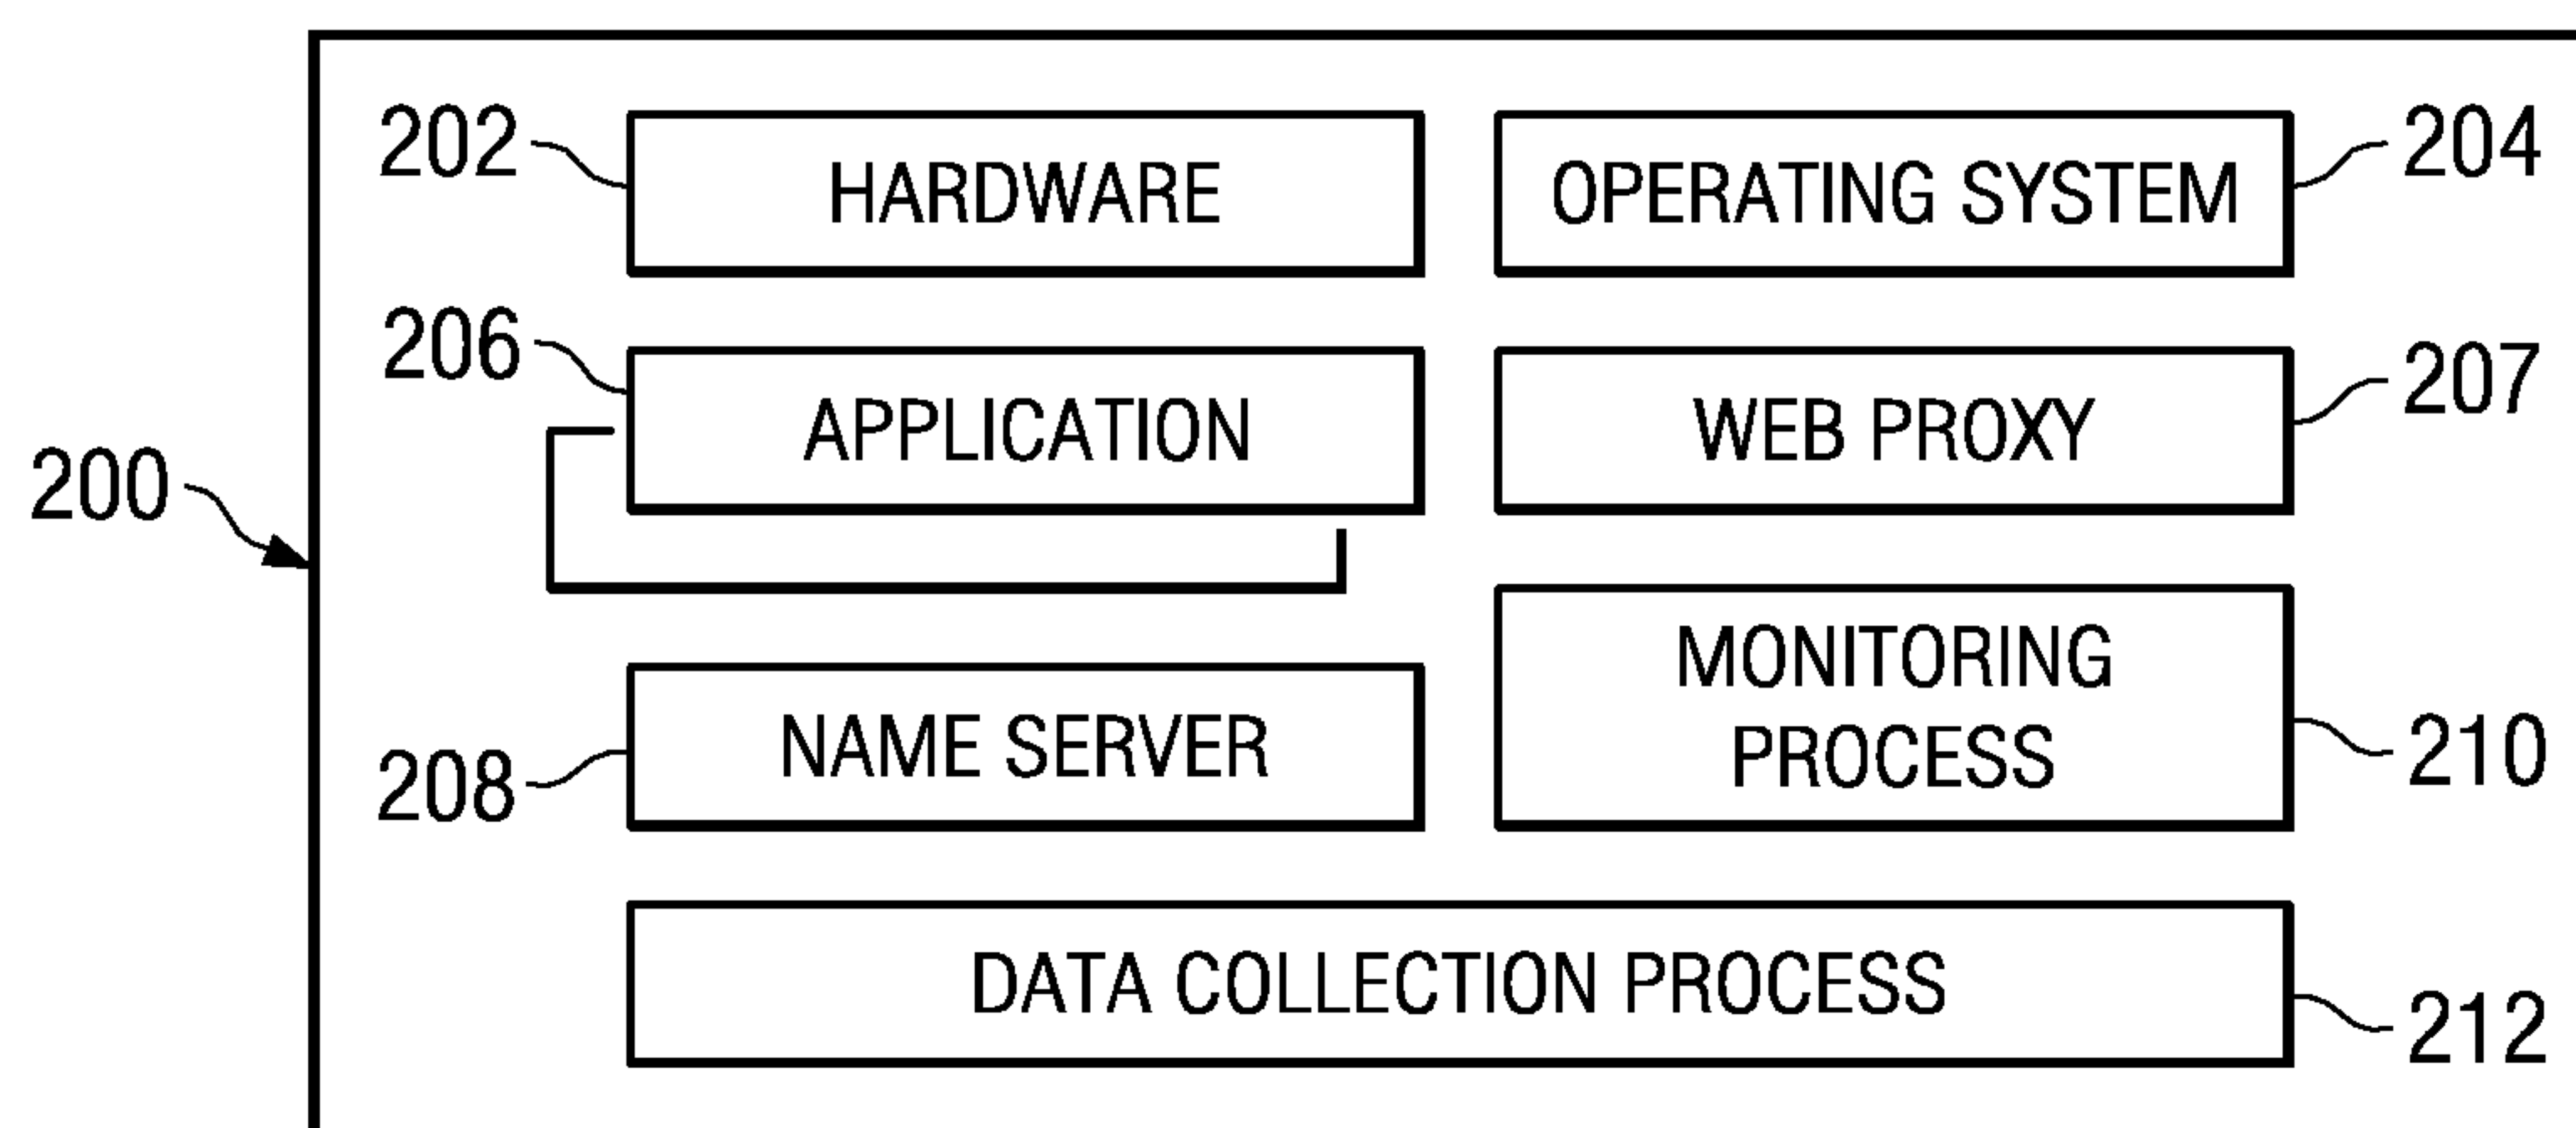 202
HARDWARE
OPERATING SYSTEM
204
206
APPLICATION
WEB PROXY
207
200
208
NAME SERVER
MONITORING
PROCESS
210
DATA COLLECTION PROCESS
212